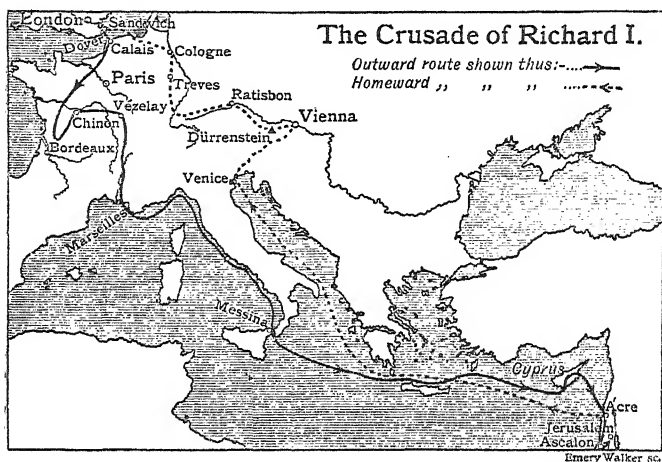 The Crusade of Richard I.
Outward route shown thus:-....
Homeward ,, ,, ,, ....
London
Sandwich
Dover
Calais
Cologne
Paris
Treves
Vezelay
Ratisbon
Chinon
Vienna
Dürrenstein
Bordeaux
Venice
Marseilles
Messina
Cyprus
Acre
Jerusalem
Ascalon
Emery Walker sc.